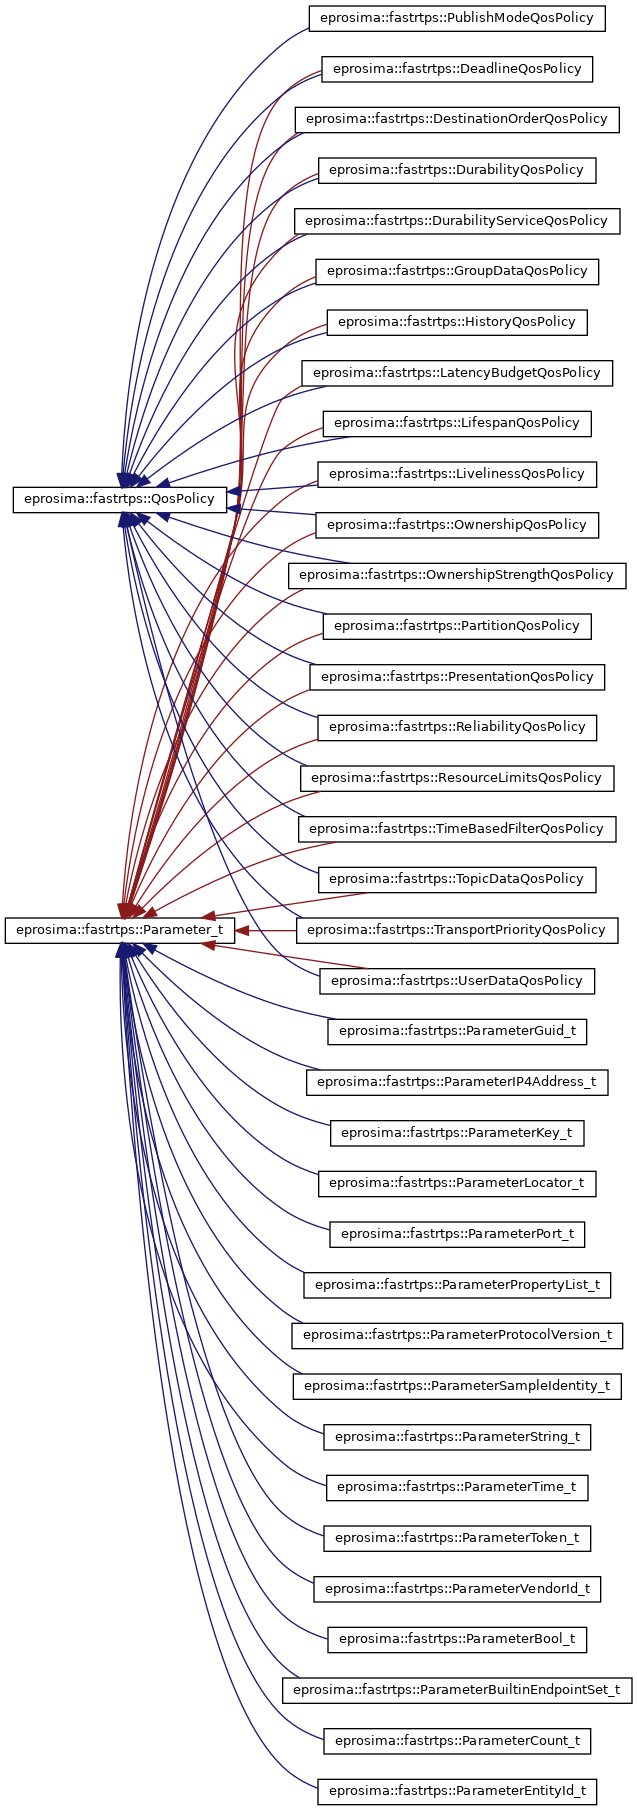 eprosima::fastrtps::PublishModeQosPolicy
eprosima::fastrtps::DeadlineQosPolicy
eprosima::fastrtps::DestinationOrderQosPolicy
eprosima::fastrtps::DurabilityQosPolicy
eprosima::fastrtps::DurabilityServiceQosPolicy
eprosima::fastrtps::GroupDataQosPolicy
eprosima::fastrtps::HistoryQosPolicy
eprosima::fastrtps::LatencyBudgetQosPolicy
eprosima::fastrtps::LifespanQosPolicy
eprosima::fastrtps::LivelinessQosPolicy
eprosima::fastrtps::QosPolicy
eprosima::fastrtps::OwnershipQosPolicy
eprosima::fastrtps::OwnershipStrengthQosPolicy
eprosima::fastrtps::PartitionQosPolicy
eprosima::fastrtps::PresentationQosPolicy
eprosima::fastrtps::ReliabilityQosPolicy
eprosima::fastrtps::ResourceLimitsQosPolicy
eprosima::fastrtps::TimeBasedFilterQosPolicy
eprosima::fastrtps::TopicDataQosPolicy
eprosima::fastrtps::Parameter_t
eprosima::fastrtps::TransportPriorityQosPolicy
eprosima::fastrtps::UserDataQosPolicy
eprosima::fastrtps::ParameterGuid_t
eprosima::fastrtps::ParameterIP4Address_t
eprosima::fastrtps::ParameterKey_t
eprosima::fastrtps::ParameterLocator_t
eprosima::fastrtps::ParameterPort_t
eprosima::fastrtps::ParameterPropertyList_t
eprosima::fastrtps::ParameterProtocolVersion_t
eprosima::fastrtps::ParameterSampleIdentity_t
eprosima::fastrtps::ParameterString_t
eprosima::fastrtps::ParameterTime_t
eprosima::fastrtps::ParameterToken_t
eprosima::fastrtps::ParameterVendorId_t
eprosima::fastrtps::ParameterBool_t
eprosima::fastrtps::ParameterBuiltinEndpointSet_t
eprosima::fastrtps::ParameterCount_t
eprosima::fastrtps::ParameterEntityId_t